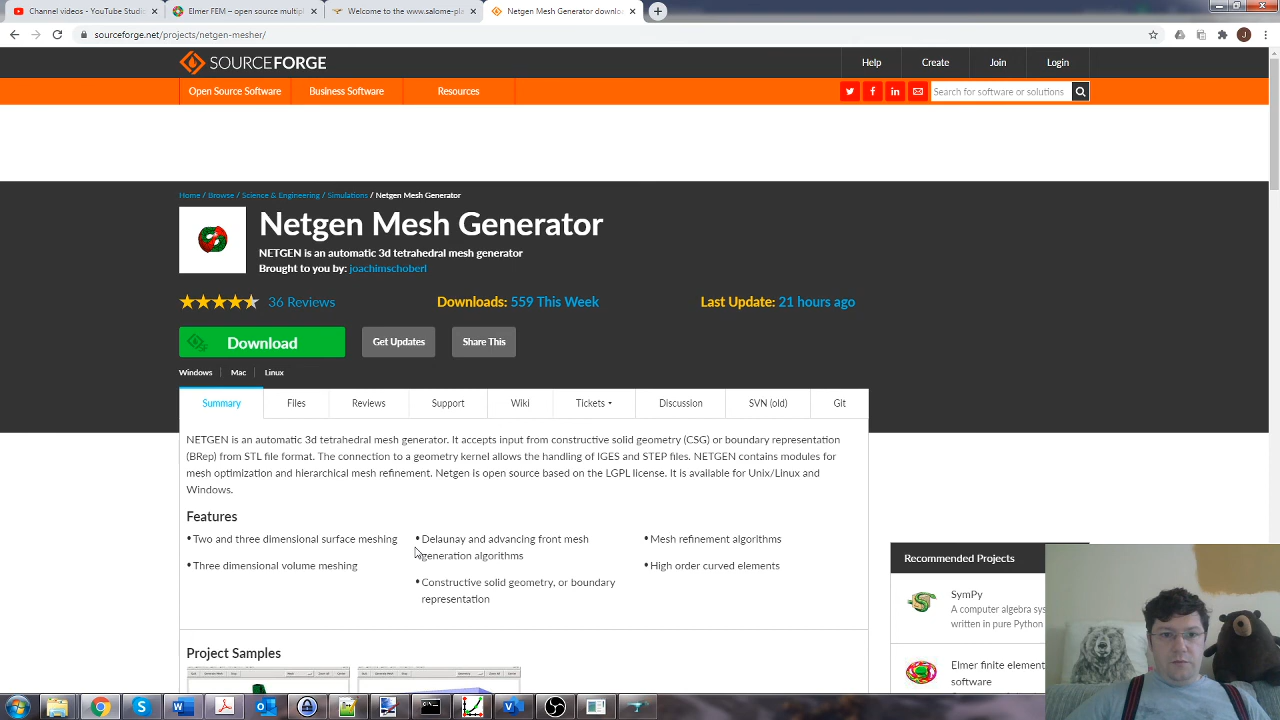 Channel videos - YouTube Studio
Elmer FEM – open source multip
Welcome to the www.salome-pla
Netgen Mesh Generator downlo
sourceforge.net/projects/netgen-mesher/
J
SOURCEFORGE
Help
Create
Join
Login
Open Source Software
Business Software
Resources
Search for software or solutions
Home / Browse / Science & Engineering / Simulations / Netgen Mesh Generator
Netgen Mesh Generator
NETGEN is an automatic 3d tetrahedral mesh generator
Brought to you by: joachimschoberl
36 Reviews
Downloads: 559 This Week
Last Update: 21 hours ago
Download
Get Updates
Share This
Windows
Mac
Linux
Summary
Files
Reviews
Support
Wiki
Tickets
Discussion
SVN (old)
Git
NETGEN is an automatic 3d tetrahedral mesh generator. It accepts input from constructive solid geometry (CSG) or boundary representation
(BRep) from STL file format. The connection to a geometry kernel allows the handling of IGES and STEP files. NETGEN contains modules for
mesh optimization and hierarchical mesh refinement. Netgen is open source based on the LGPL license. It is available for Unix/Linux and
Windows.
Features
• Two and three dimensional surface meshing
• Three dimensional volume meshing
• Delaunay and advancing front mesh
generation algorithms
• Constructive solid geometry, or boundary
representation
• Mesh refinement algorithms
• High order curved elements
Project Samples
Recommended Projects
SymPy
A computer algebra sys
written in pure Python
Elmer finite element
software